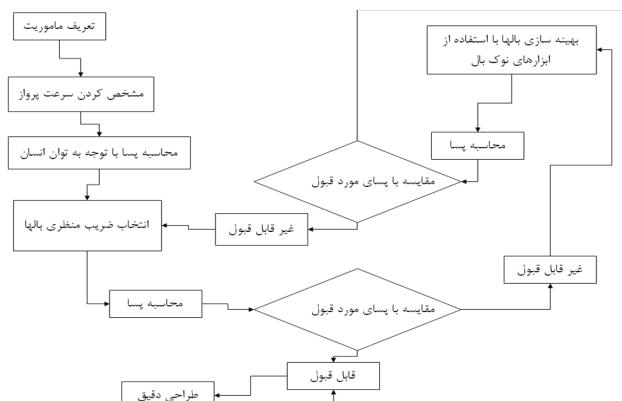 تعریف ماموریت
مشخص کردن سرعت پرواز
محاسبه پسا با توجه به توان انسان
انتخاب ضریب منظری بالها
محاسبه پسا
مقایسه با پسای مورد قبول
غیر قابل قبول
بهینه سازی بالها با استفاده از
ابزارهای نوک بال
محاسبه پسا
مقایسه با پسای مورد قبول
غیر قابل قبول
قابل قبول
طراحی دقیق